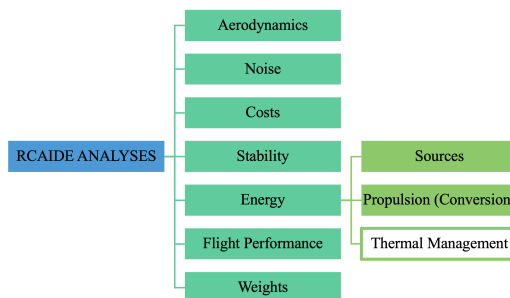 Aerodynamics
Noise
Costs
RCAIDE ANALYSES
Stability
Sources
Energy
Propulsion (Conversion
Flight Performance
Thermal Management
Weights